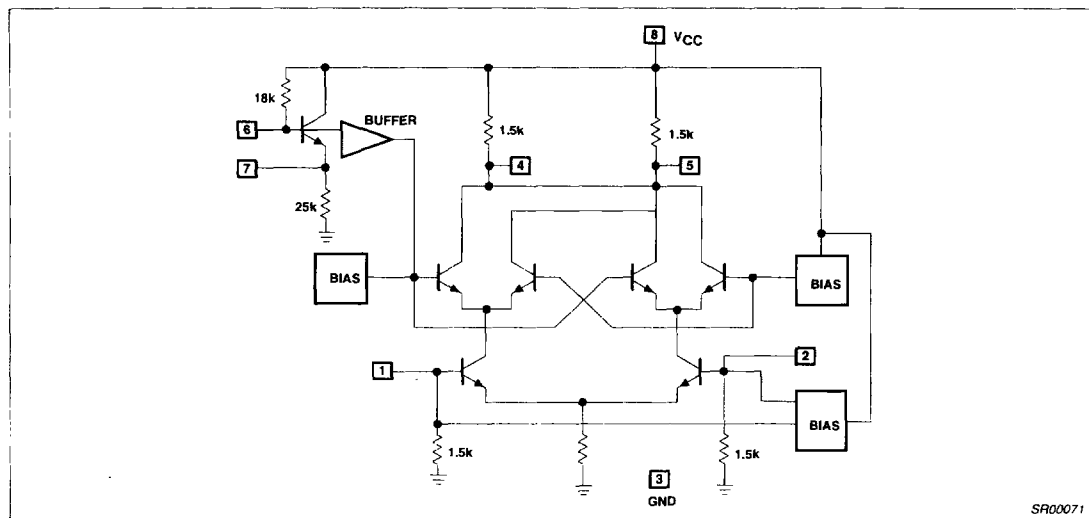 8 VCC
18k
1.5k
1.5k
BUFFER
6
4
5
7
25k
BIAS
BIAS
1
2
BIAS
1.5k
1.5k
3
GND
SR00071